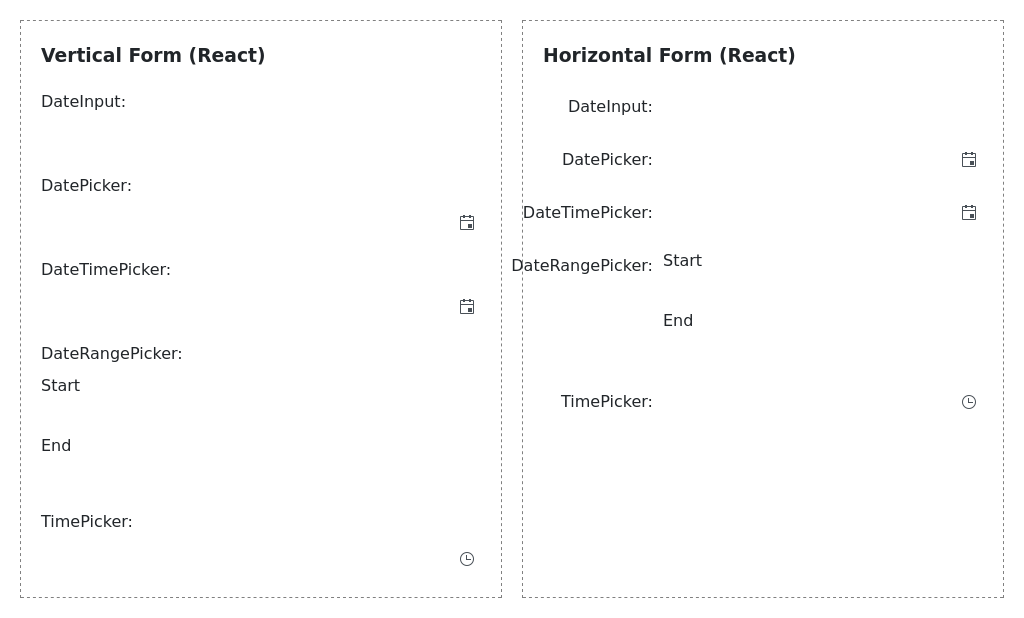 Vertical Form (React)
DateInput:
DatePicker:
DateTimePicker:
DateRangePicker:
Start
End
TimePicker:
Horizontal Form (React)
DateInput:
DatePicker:
DateTimePicker:
DateRangePicker:
Start
End
TimePicker: